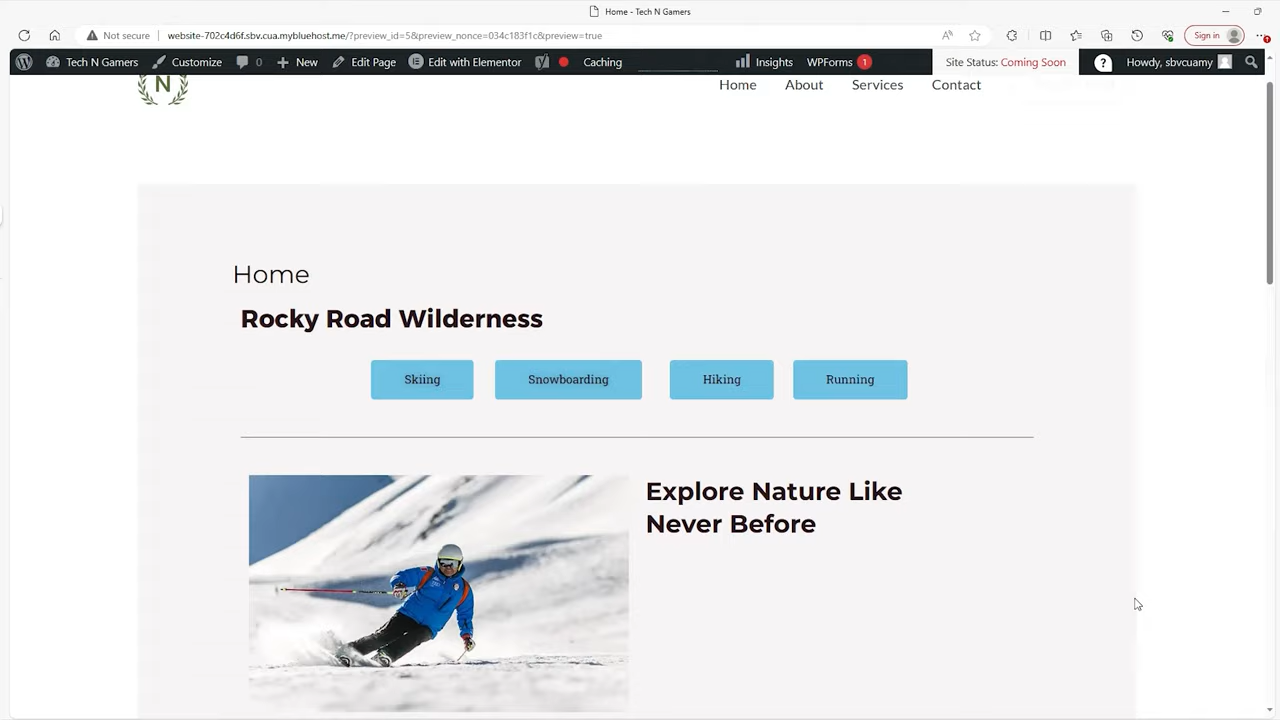 Home - Tech N Gamers
Not secure website-702c4d6f.sbv.cua.mybluehost.me/?preview_id=5&preview_nonce=034c183f1c&preview=true Sign in
Tech N Gamers Customize 0 New Edit Page Edit with Elementor Caching Insights WPForms 1 Site Status: Coming Soon ? Howdy, sbvcuamy
N
Home About Services Contact
Home
Rocky Road Wilderness
Skiing Snowboarding Hiking Running
Explore Nature Like
Never Before